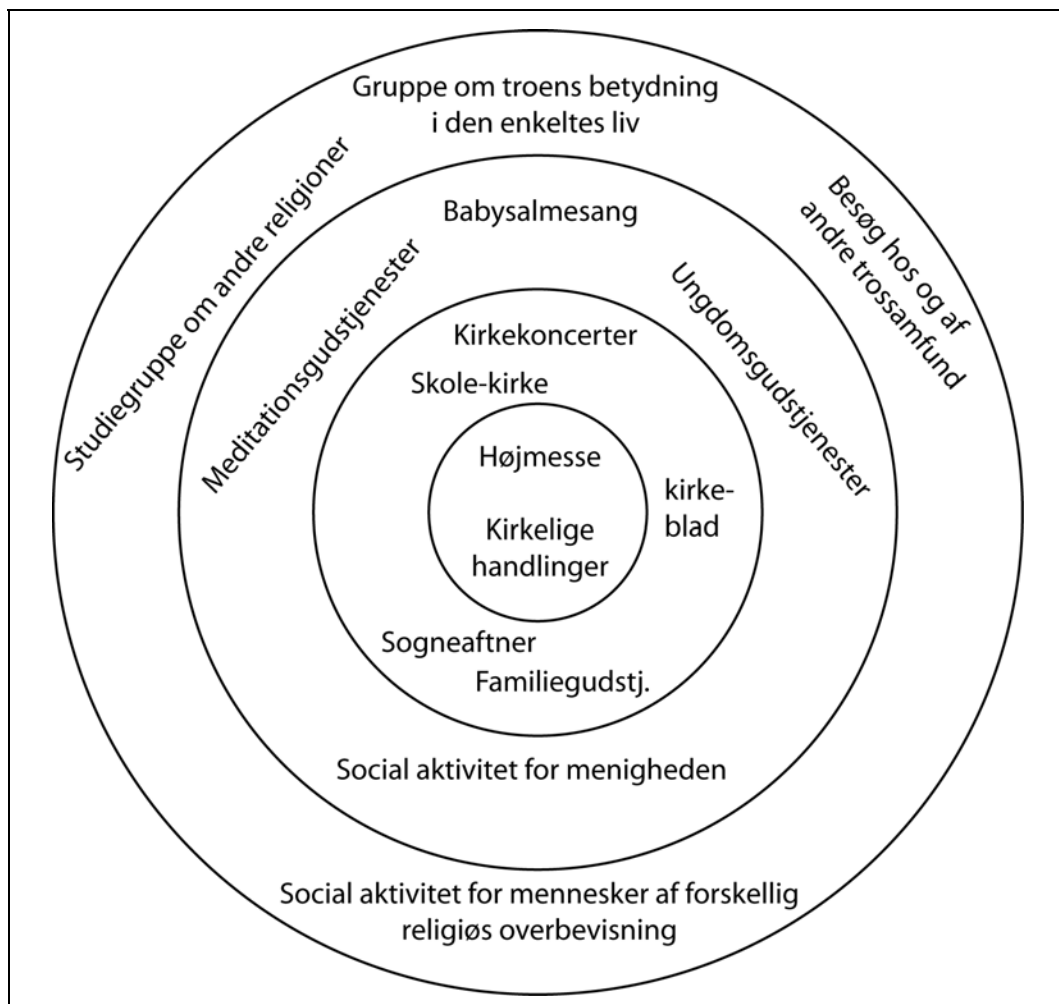 Gruppe om troens betydning
i den enkeltes liv
Studiegruppe om andre religioner
Besøg hos og af
andre trossamfund
Babysalmesang
Meditationsgudstjenester
Ungdomsgudstjenester
Kirkekoncerter
Skole-kirke
Højmesse
Kirkelige
handlinger
kirke-
blad
Sogneaftner
Familiegudstj.
Social aktivitet for menigheden
Social aktivitet for mennesker af forskellig
religiøs overbevisning